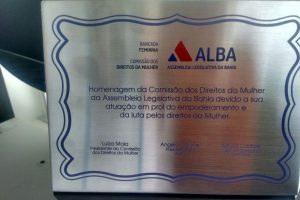 BANCADA
FEMININA
COMISSÃO DOS
DIREITOS DA MULHER
ALBA
ASSEMBLEIA LEGISLATIVA DA BAHIA
Homenagem da Comissão dos Direitos da Mulher
da Assembleia Legislativa da Bahia devido a sua
atuação em prol do empoderamento e
da luta pelos direitos da Mulher.
Luiza Maia
Presidente da Comissão
dos Direitos da Mulher